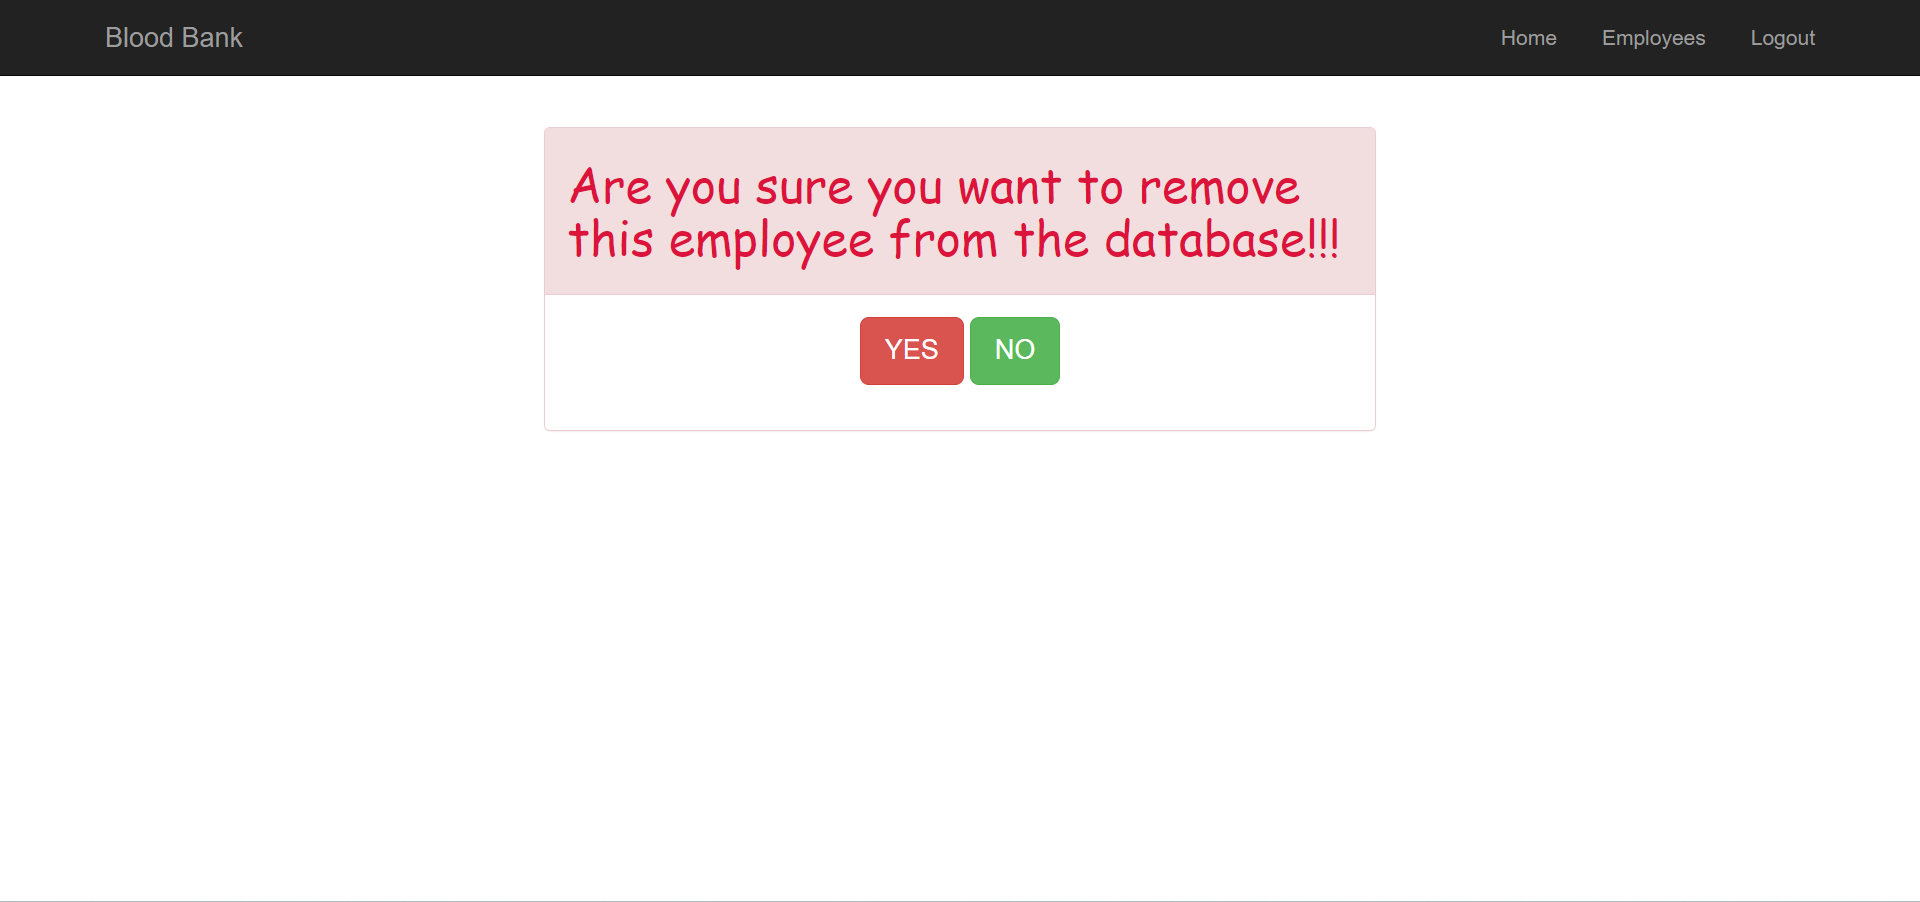 Blood Bank
Home Employees Logout
Are you sure you want to remove
this employee from the database!!!
YES NO